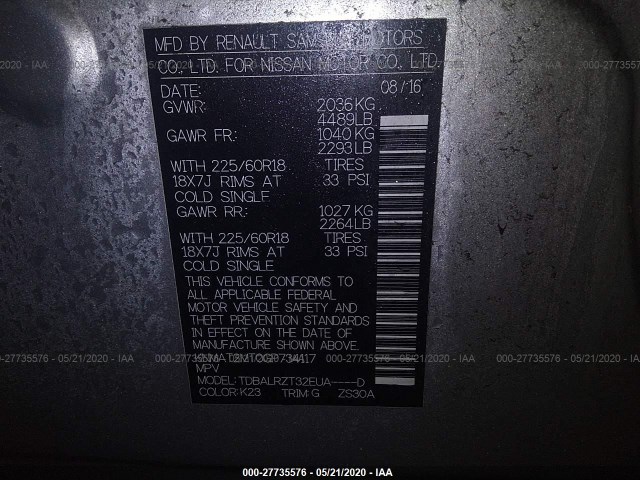 MFD BY RENAULT SAMSUNG MOTORS
CO. LTD. FOR NISSAN MOTOR CO., LTD.
DATE: 08/16
GVWR: 2036KG
4489LB
GAWR FR: 1040KG
2293LB
WITH 225/60R18 TIRES
18X7J RIMS AT 33 PSI
COLD SINGLE
GAWR RR: 1027KG
2264LB
WITH 225/60R18 TIRES
18X7J RIMS AT 33 PSI
COLD SINGLE
THIS VEHICLE CONFORMS TO
ALL APPLICABLE FEDERAL
MOTOR VEHICLE SAFETY AND
THEFT PREVENTION STANDARDS
IN EFFECT ON THE DATE OF
MANUFACTURE SHOWN ABOVE.
MPV
MODEL: TDBALRZT32EUA----D
COLOR: K23 TRIM: G ZS30A
000-27735576 - 05/21/2020 - IAA